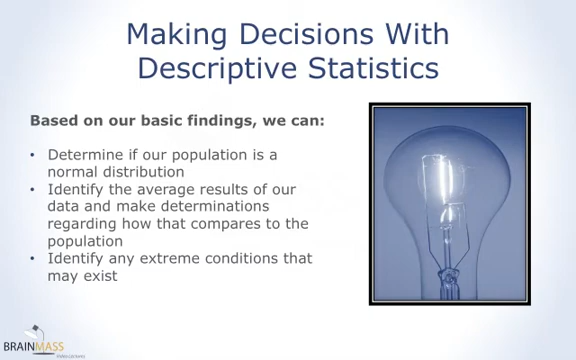 Making Decisions With
Descriptive Statistics
Based on our basic findings, we can:
• Determine if our population is a
normal distribution
• Identify the average results of our
data and make determinations
regarding how that compares to the
population
• Identify any extreme conditions that
may exist
BRAINMASS